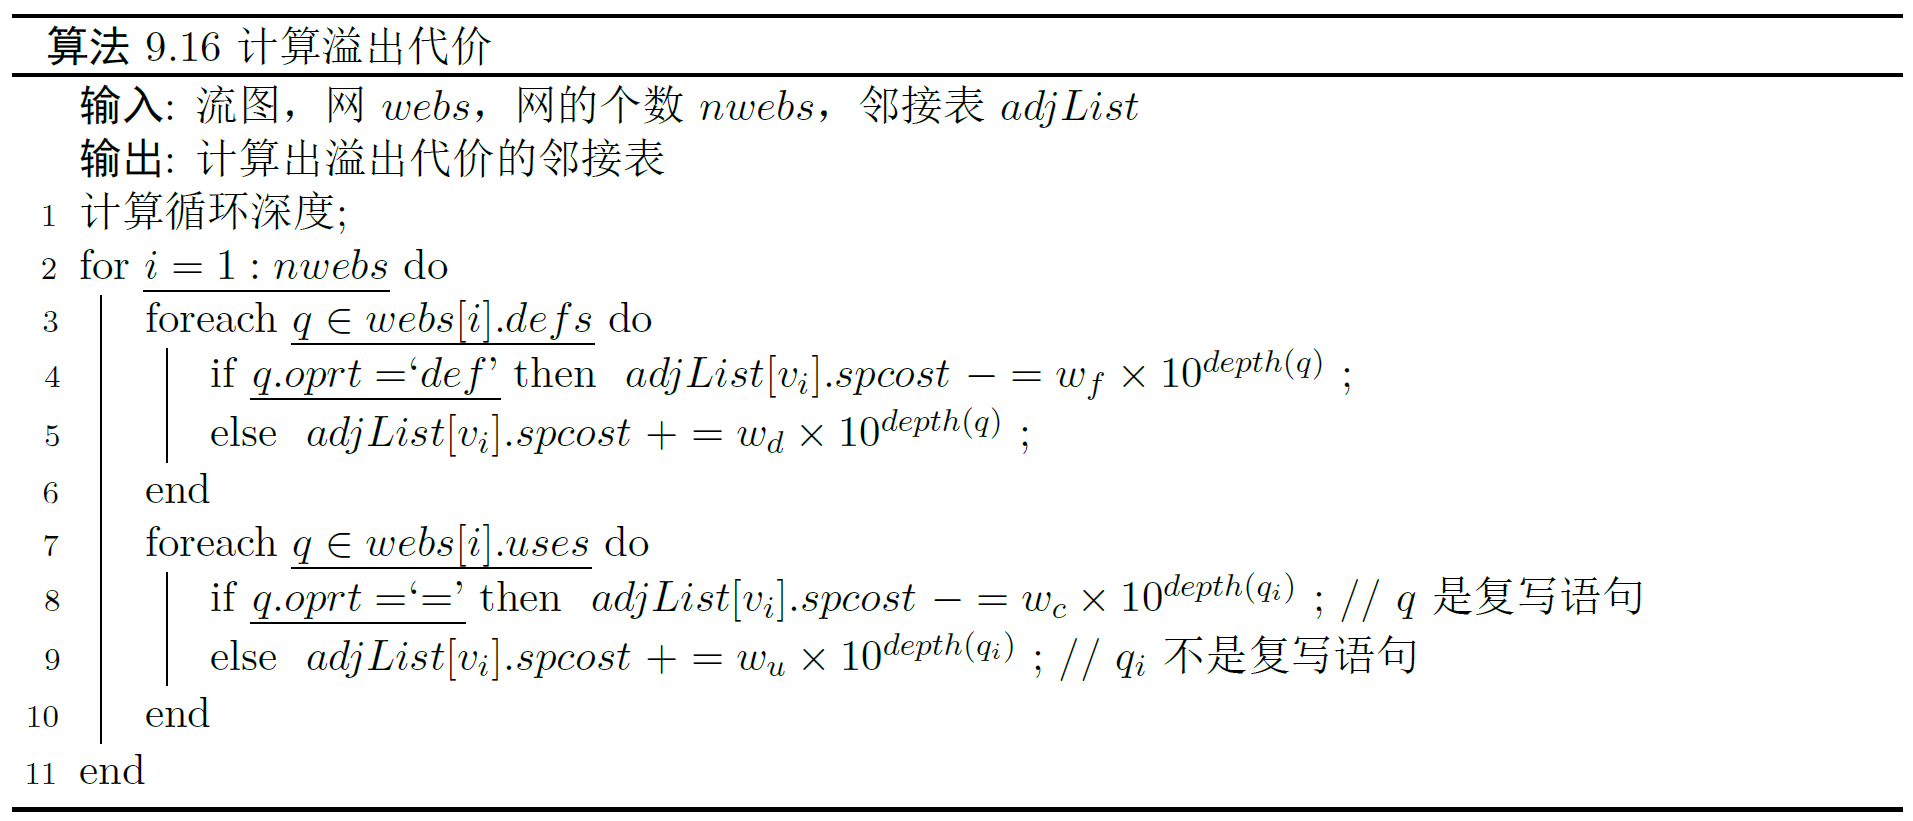 算法 9.16 计算溢出代价
输入: 流图，网 webs，网的个数 nwebs，邻接表 adjList
输出: 计算出溢出代价的邻接表
1 计算循环深度;
2 for i = 1 : nwebs do
3 foreach q ∈ webs[i].defs do
4 if q.oprt =‘def’ then adjList[v_i].spcost − = w_f × 10^{depth(q)} ;
5 else adjList[v_i].spcost + = w_d × 10^{depth(q)} ;
6 end
7 foreach q ∈ webs[i].uses do
8 if q.oprt =‘=’ then adjList[v_i].spcost − = w_c × 10^{depth(q_i)} ; // q 是复写语句
9 else adjList[v_i].spcost + = w_u × 10^{depth(q_i)} ; // q_i 不是复写语句
10 end
11 end